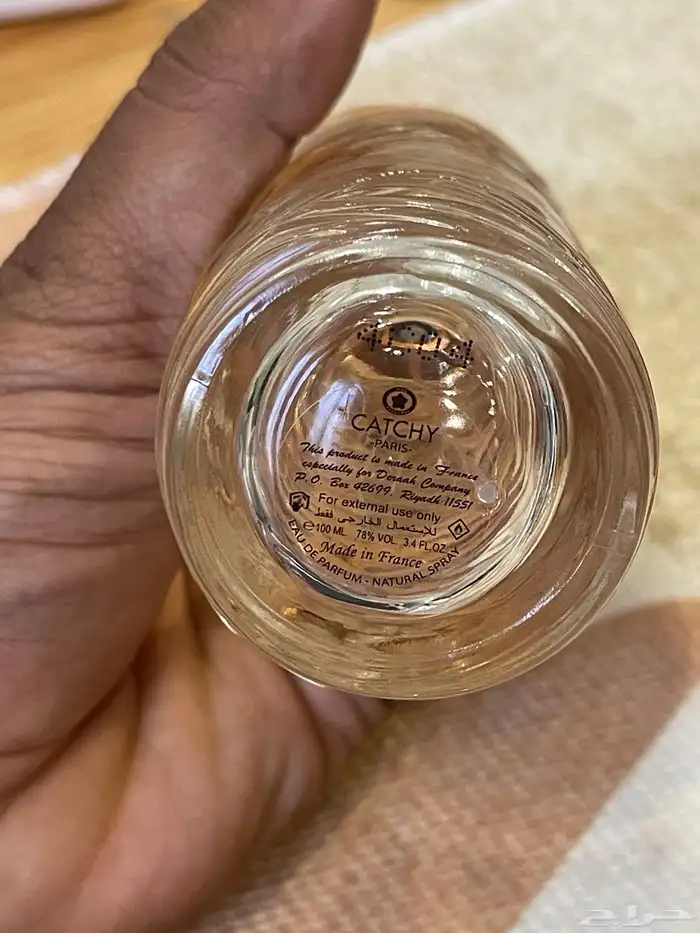 CATCHY
-PARIS-
This product is made in France
especially for Deraah Company
P.O. Box 42699, Riyadh 11551
For external use only
للإستعمال الخارجي فقط
℮100 ML 78% VOL 3.4 FL.OZ
Made in France
EAU DE PARFUM - NATURAL SPRAY
حراج